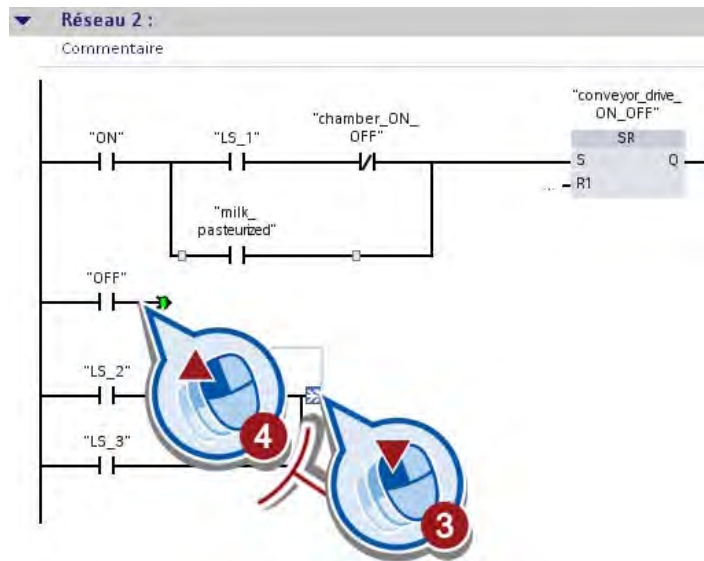 Réseau 2 :
Commentaire
"conveyor_drive_
ON_OFF"
"chamber_ON_
OFF"
"ON"
"LS_1"
SR
S
Q
...
R1
"milk_
pasteurized"
"OFF"
"LS_2"
4
"LS_3"
3